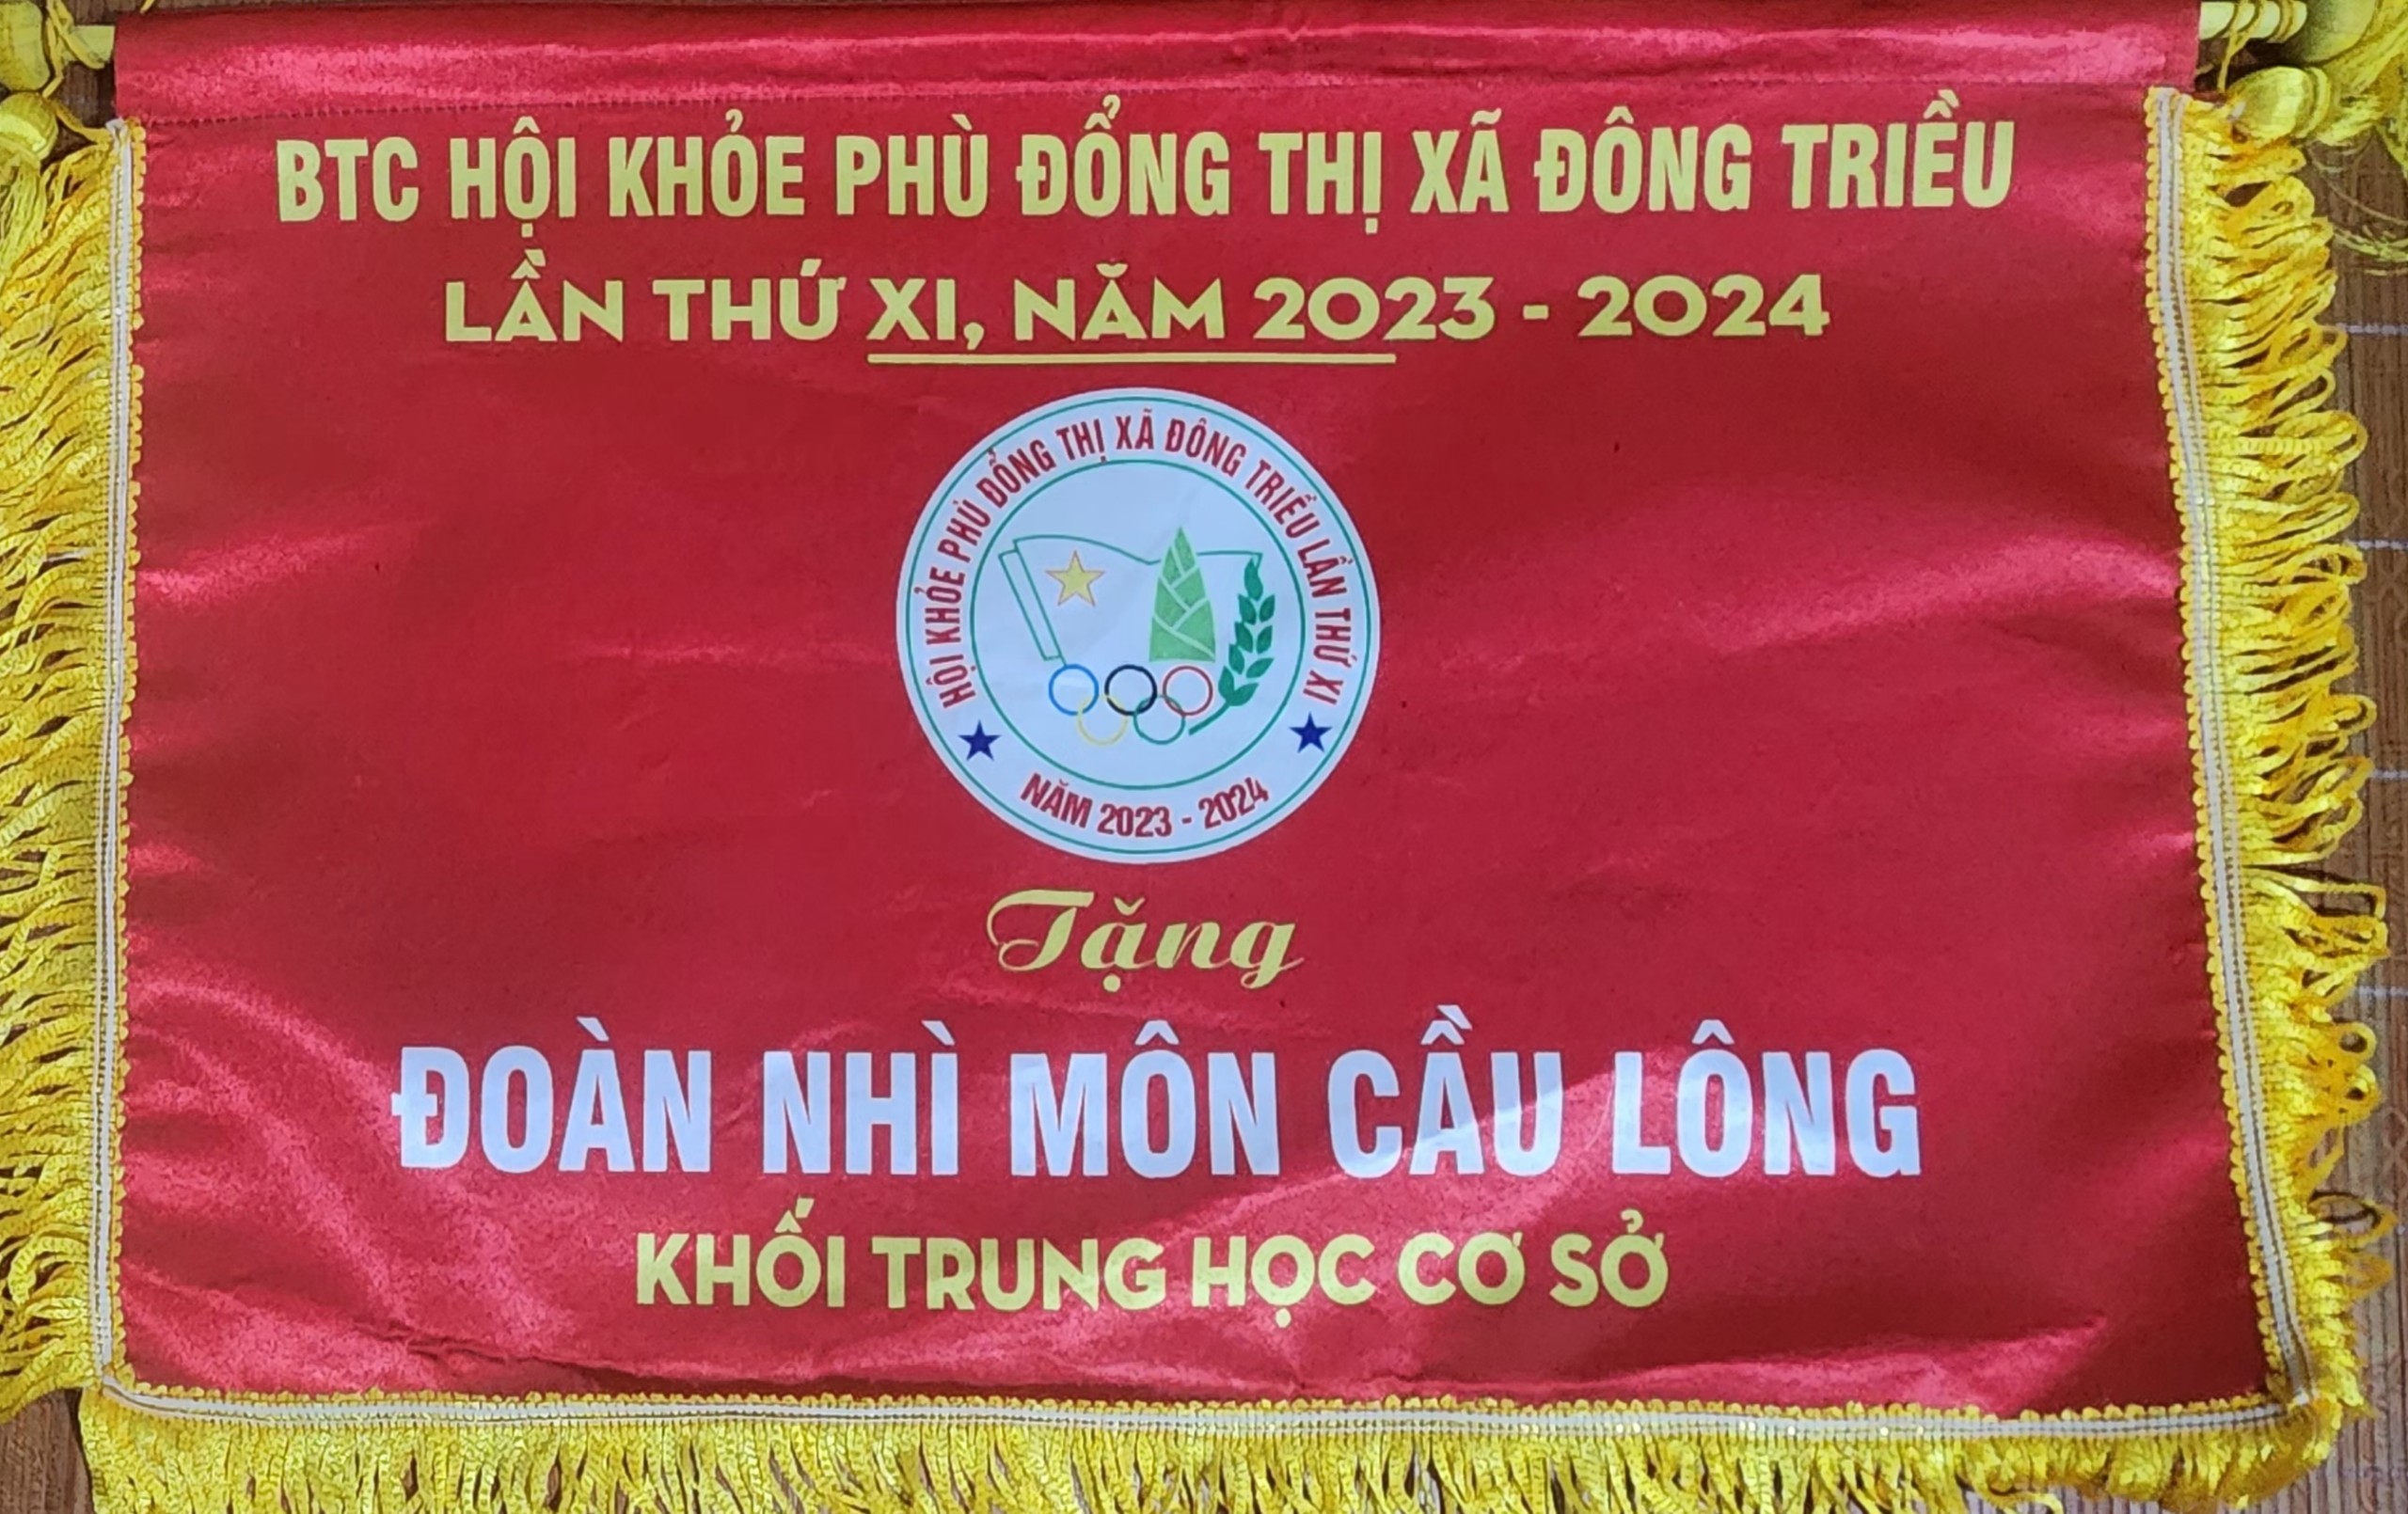 BTC HỘI KHỎE PHÙ ĐỔNG THỊ XÃ ĐÔNG TRIỀU
LẦN THỨ XI, NĂM 2023 - 2024
HỘI KHỎE PHÙ ĐỔNG THỊ XÃ ĐÔNG TRIỀU LẦN THỨ XI
NĂM 2023 - 2024
Tặng
ĐOÀN NHÌ MÔN CẦU LÔNG
KHỐI TRUNG HỌC CƠ SỞ